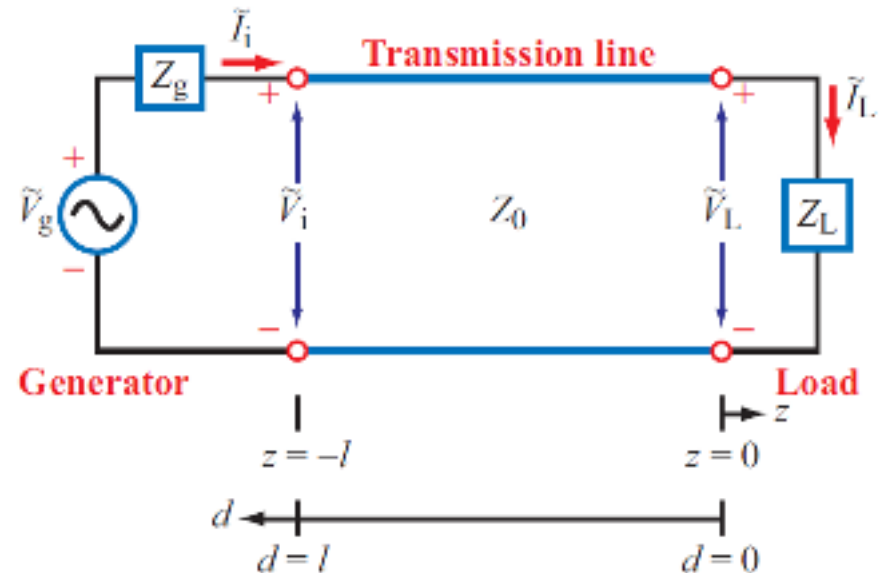 Ĩi
Transmission line
Zg
+
+
ĨL
+
Ṽg
Ṽi
Z0
ṼL
ZL
−
−
−
Generator
Load
z
z = −l
z = 0
d
d = l
d = 0